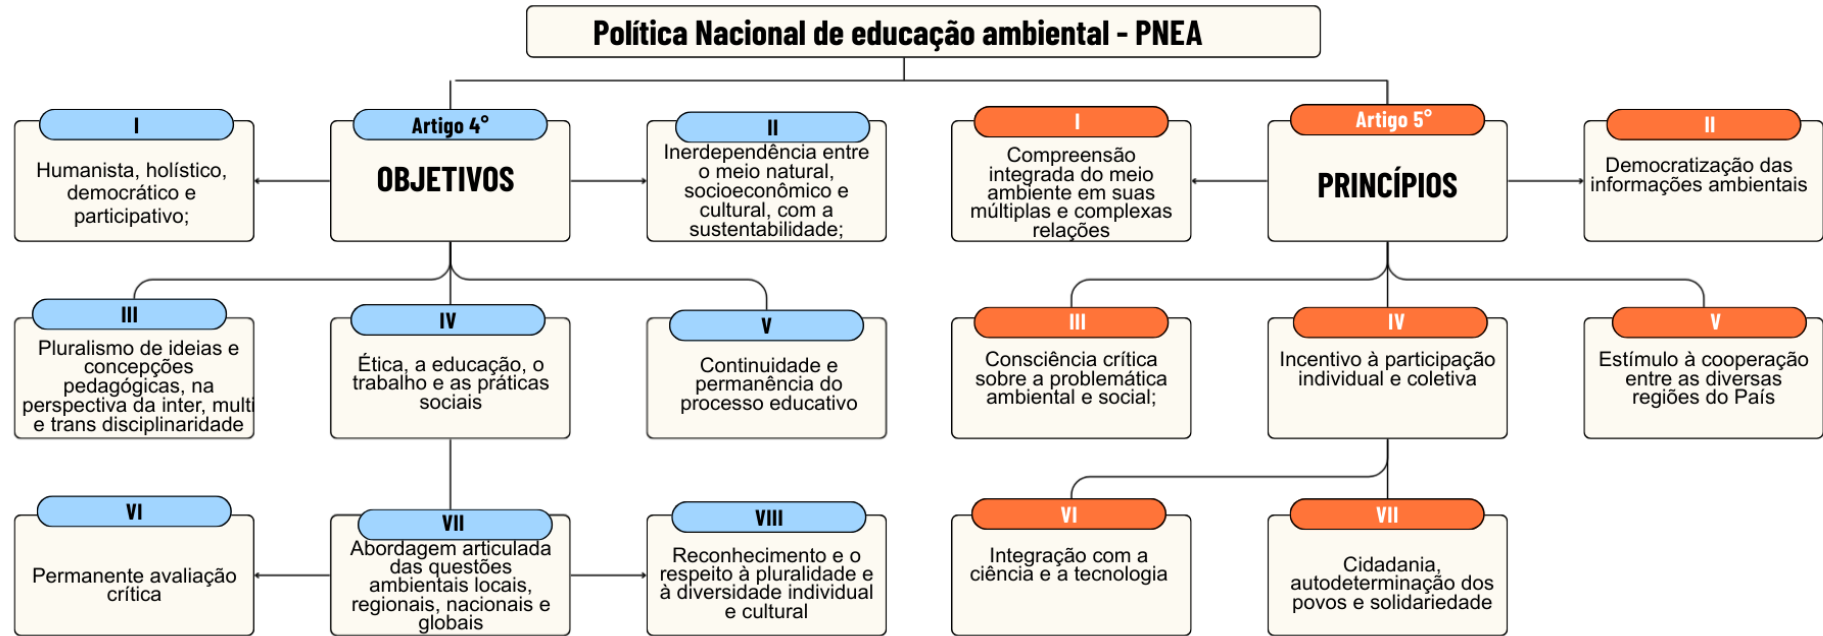 Política Nacional de educação ambiental - PNEA
I
Humanista, holístico,
democrático e
participativo;
Artigo 4°
OBJETIVOS
II
Inerdependência entre
o meio natural,
socioeconômico e
cultural, com a
sustentabilidade;
III
Pluralismo de ideias e
concepções
pedagógicas, na
perspectiva da inter, multi
e trans disciplinaridade
IV
Ética, a educação, o
trabalho e as práticas
sociais
V
Continuidade e
permanência do
processo educativo
VI
Permanente avaliação
crítica
VII
Abordagem articulada
das questões
ambientais locais,
regionais, nacionais e
globais
VIII
Reconhecimento e o
respeito à pluralidade e
à diversidade individual
e cultural
I
Compreensão
integrada do meio
ambiente em suas
múltiplas e complexas
relações
Artigo 5°
PRINCÍPIOS
II
Democratização das
informações ambientais
III
Consciência crítica
sobre a problemática
ambiental e social;
IV
Incentivo à participação
individual e coletiva
V
Estímulo à cooperação
entre as diversas
regiões do País
VI
Integração com a
ciência e a tecnologia
VII
Cidadania,
autodeterminação dos
povos e solidariedade